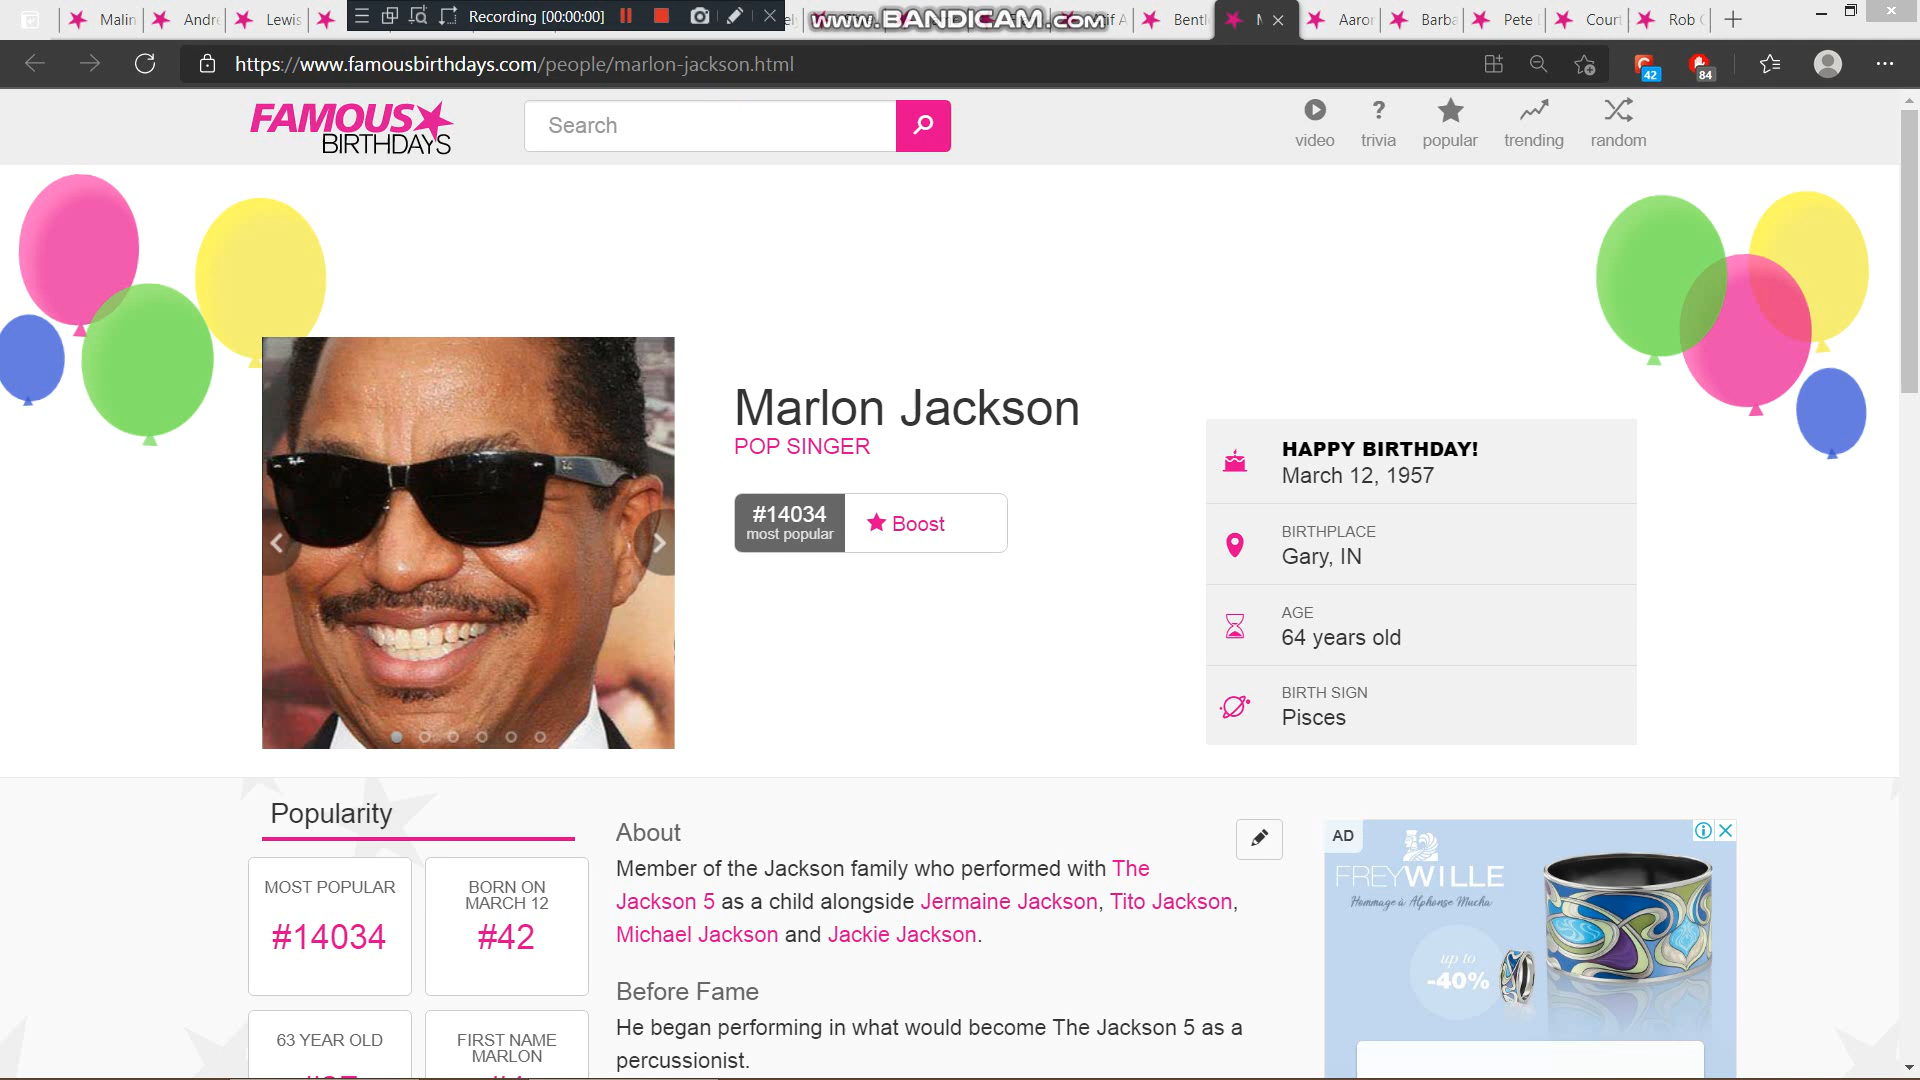 Malin
Andre
Lewis
Recording [00:00:00]
www.BANDICAM.com
Bentl
Aaron
Barba
Pete
Court
Rob
https://www.famousbirthdays.com/people/marlon-jackson.html
42
84
FAMOUS
BIRTHDAYS
Search
video
trivia
popular
trending
random
Marlon Jackson
POP SINGER
#14034
most popular
Boost
HAPPY BIRTHDAY!
March 12, 1957
BIRTHPLACE
Gary, IN
AGE
64 years old
BIRTH SIGN
Pisces
Popularity
MOST POPULAR
#14034
BORN ON
MARCH 12
#42
63 YEAR OLD
FIRST NAME
MARLON
About
Member of the Jackson family who performed with The
Jackson 5 as a child alongside Jermaine Jackson, Tito Jackson,
Michael Jackson and Jackie Jackson.
Before Fame
He began performing in what would become The Jackson 5 as a
percussionist.
AD
FREYWILLE
Hommage à Alphonse Mucha
up to
-40%